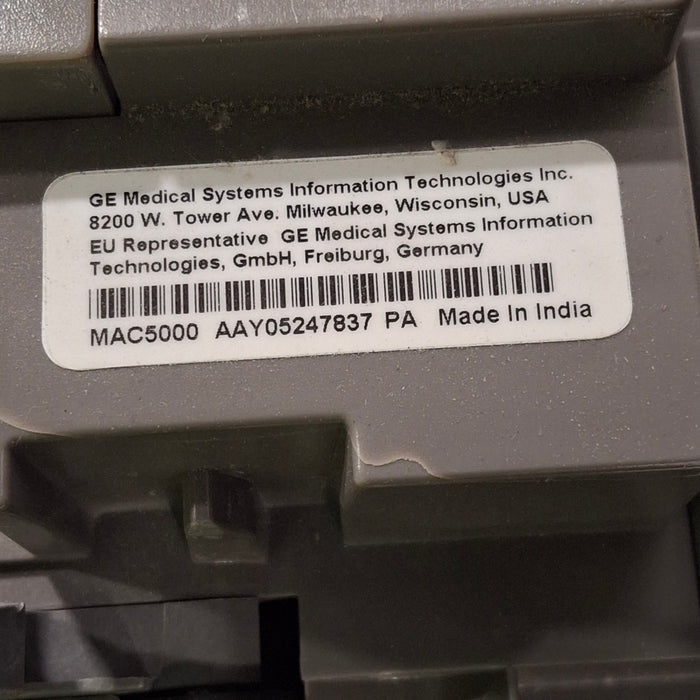 GE Medical Systems Information Technologies Inc.
8200 W. Tower Ave. Milwaukee, Wisconsin, USA
EU Representative GE Medical Systems Information
Technologies, GmbH, Freiburg, Germany
MAC5000 AAY05247837 PA Made In India